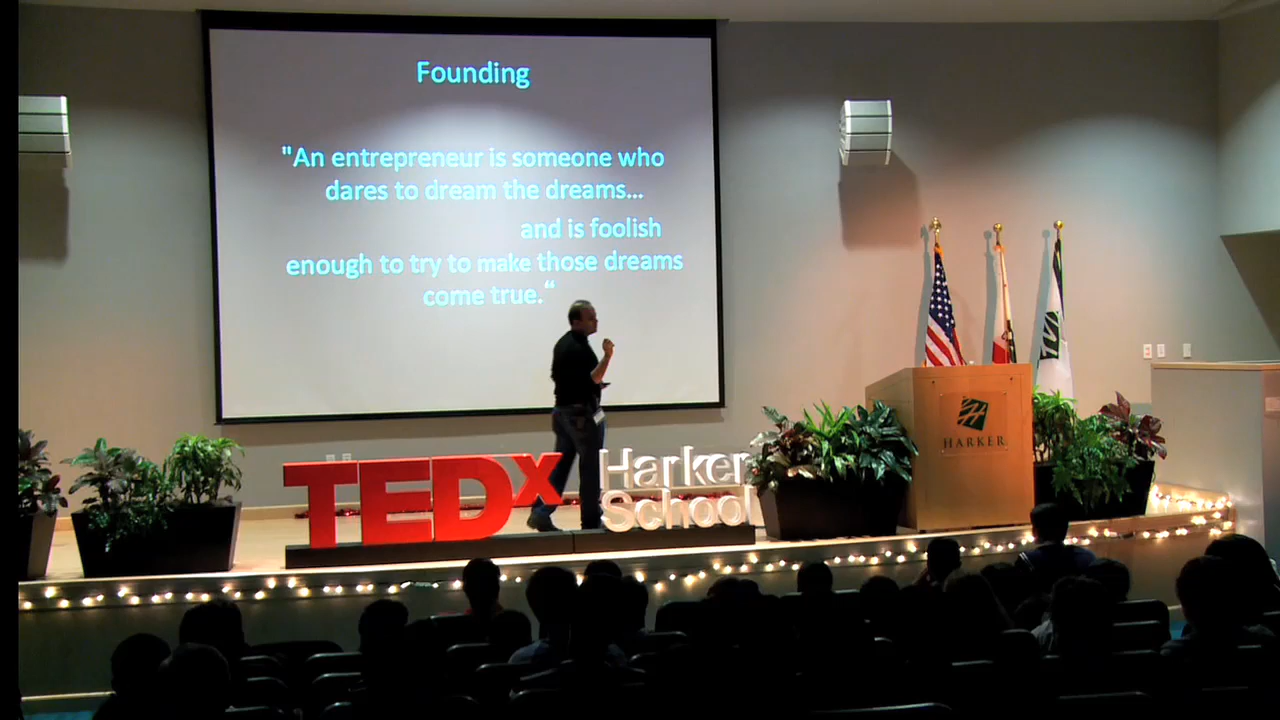 Founding
"An entrepreneur is someone who
dares to dream the dreams...
and is foolish
enough to try to make those dreams
come true.“
TEDx
Harker
School
HARKER